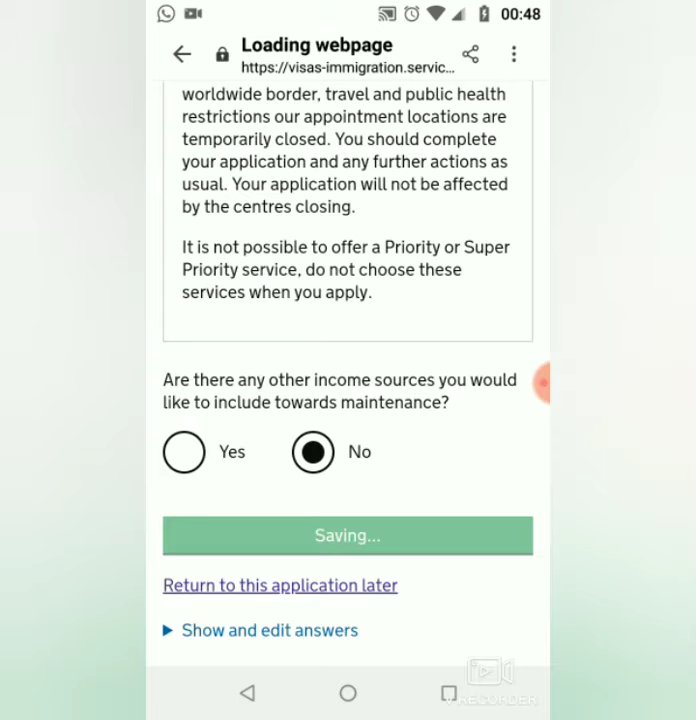 00:48
Loading webpage
https://visas-immigration.servic...
worldwide border, travel and public health
restrictions our appointment locations are
temporarily closed. You should complete
your application and any further actions as
usual. Your application will not be affected
by the centres closing.
It is not possible to offer a Priority or Super
Priority service, do not choose these
services when you apply.
Are there any other income sources you would
like to include towards maintenance?
Yes No
Saving...
Return to this application later
Show and edit answers
V RECORDER